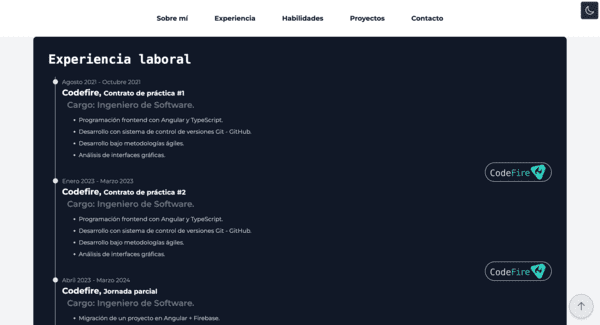 Sobre mí Experiencia Habilidades Proyectos Contacto
Experiencia laboral
Agosto 2021 - Octubre 2021
Codefire, Contrato de práctica #1
Cargo: Ingeniero de Software.
• Programación frontend con Angular y TypeScript.
• Desarrollo con sistema de control de versiones Git - GitHub.
• Desarrollo bajo metodologías ágiles.
• Análisis de interfaces gráficas.
CodeFire
Enero 2023 - Marzo 2023
Codefire, Contrato de práctica #2
Cargo: Ingeniero de Software.
• Programación frontend con Angular y TypeScript.
• Desarrollo con sistema de control de versiones Git - GitHub.
• Desarrollo bajo metodologías ágiles.
• Análisis de interfaces gráficas.
CodeFire
Abril 2023 - Marzo 2024
Codefire, Jornada parcial
Cargo: Ingeniero de Software.
• Migración de un proyecto en Angular + Firebase.